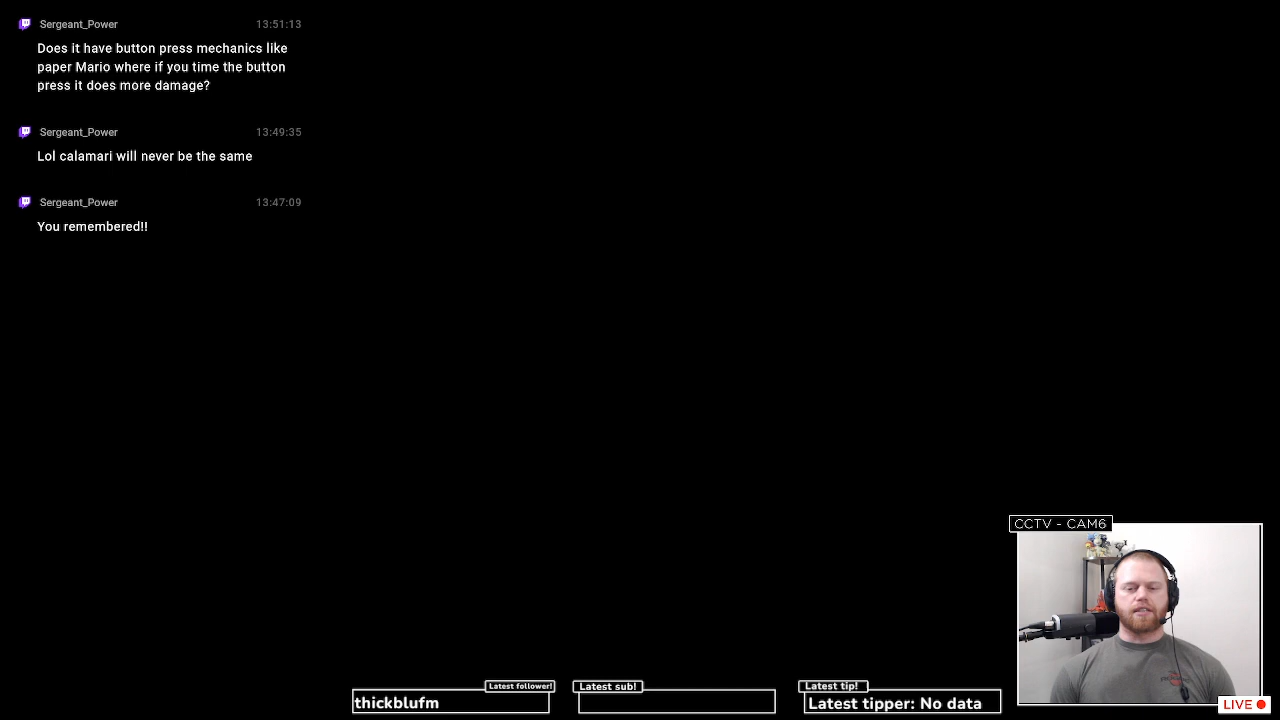 Sergeant_Power 13:51:13
Does it have button press mechanics like
paper Mario where if you time the button
press it does more damage?
Sergeant_Power 13:49:35
Lol calamari will never be the same
Sergeant_Power 13:47:09
You remembered!!
CCTV - CAM6
Latest follower!
thickblufm
Latest sub!
Latest tip!
Latest tipper: No data
LIVE